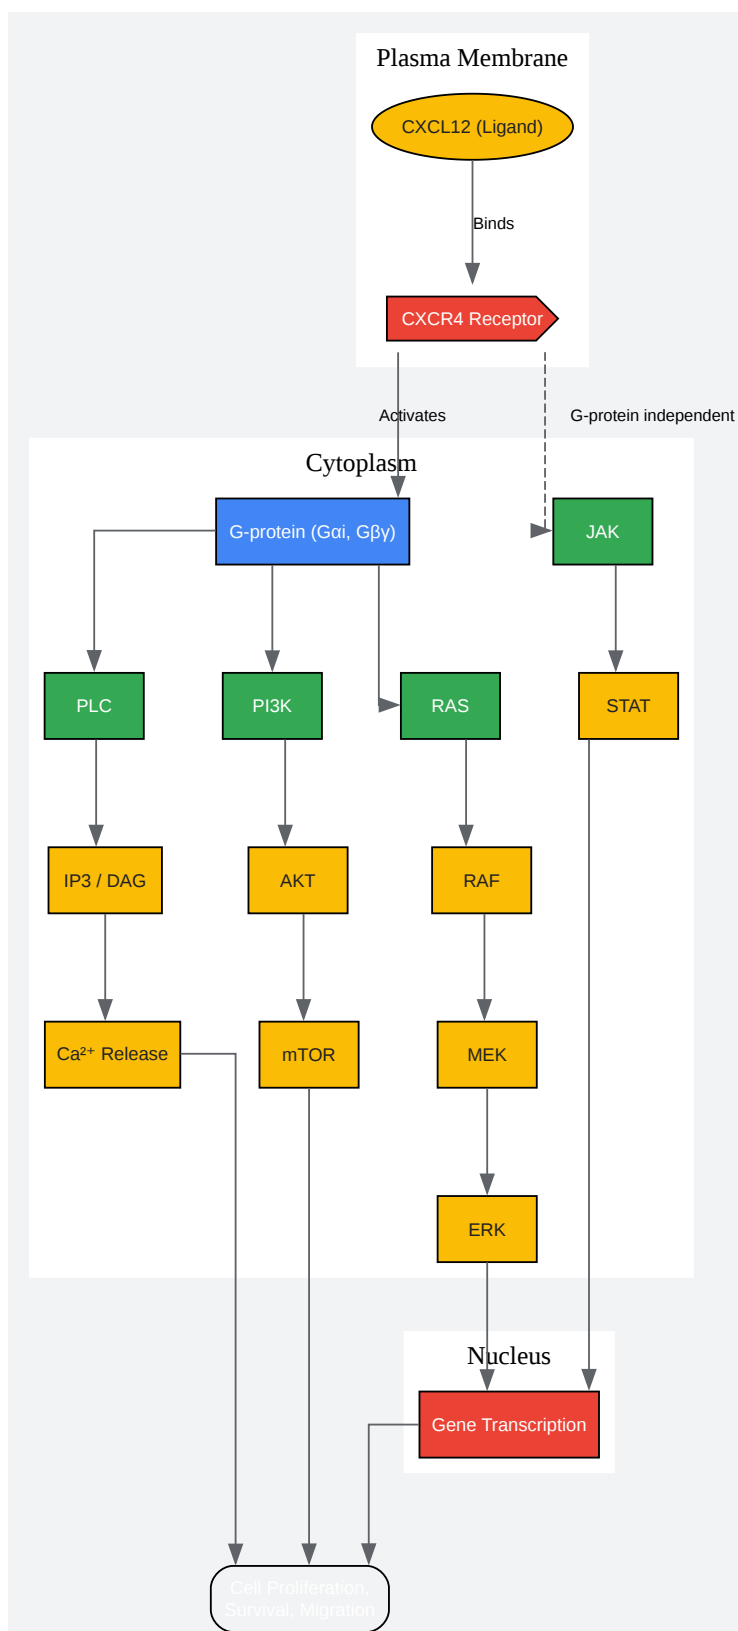 Plasma Membrane
CXCL12 (Ligand)
Binds
CXCR4 Receptor
Activates
G-protein independent
Cytoplasm
G-protein (Gαi, Gβγ)
JAK
PLC
PI3K
RAS
STAT
IP3 / DAG
AKT
RAF
Ca²⁺ Release
mTOR
MEK
ERK
Nucleus
Gene Transcription
Cell Proliferation,
Survival, Migration